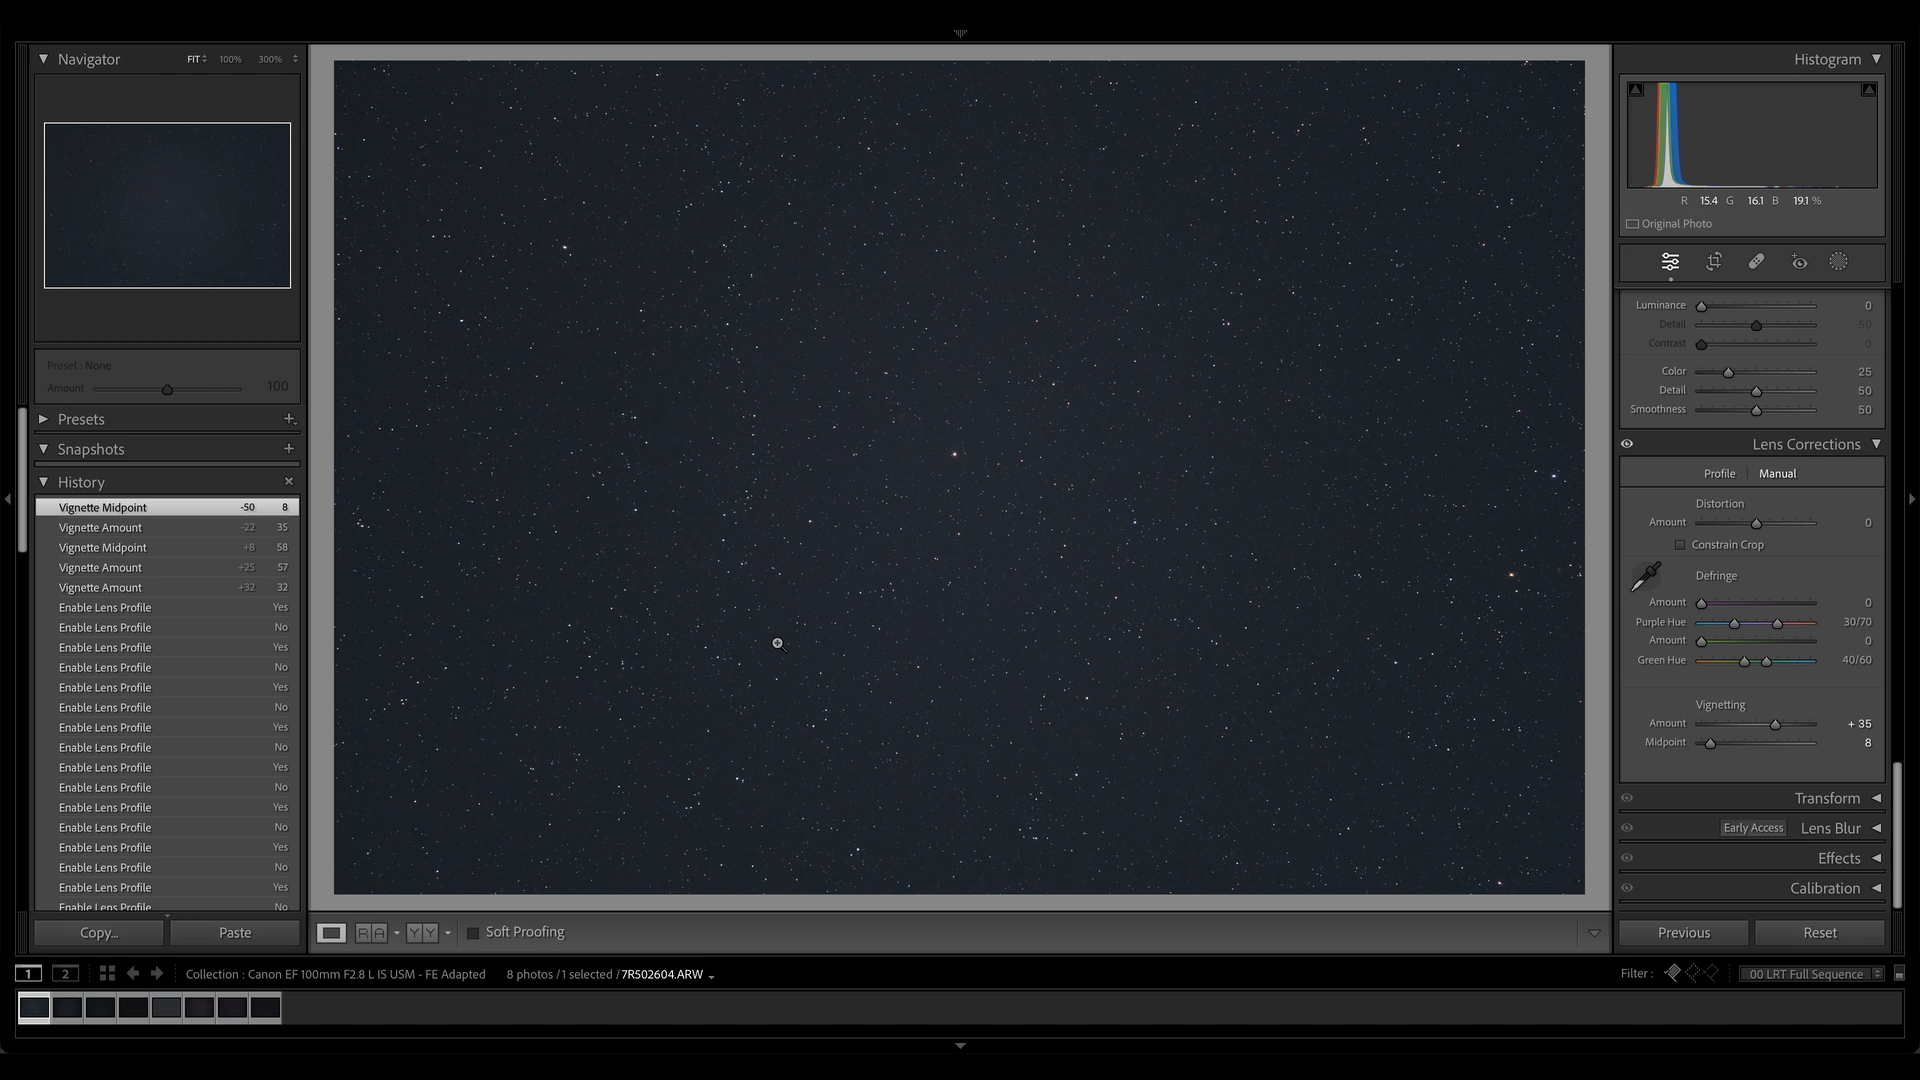 Navigator
FIT 100% 300%
Preset : None
Amount 100
Presets
Snapshots
History
Vignette Midpoint -50 8
Vignette Amount -22 35
Vignette Midpoint +8 58
Vignette Amount +25 57
Vignette Amount +32 32
Enable Lens Profile Yes
Enable Lens Profile No
Enable Lens Profile Yes
Enable Lens Profile No
Enable Lens Profile Yes
Enable Lens Profile No
Enable Lens Profile Yes
Enable Lens Profile No
Enable Lens Profile Yes
Enable Lens Profile No
Enable Lens Profile Yes
Enable Lens Profile No
Enable Lens Profile Yes
Enable Lens Profile No
Enable Lens Profile Yes
Enable Lens Profile No
Copy... Paste
R A Y Y Soft Proofing
Histogram
R 15.4 G 16.1 B 19.1 %
Original Photo
Luminance 0
Detail 50
Contrast 0
Color 25
Detail 50
Smoothness 50
Lens Corrections
Profile Manual
Distortion
Amount 0
Constrain Crop
Defringe
Amount 0
Purple Hue 30/70
Amount 0
Green Hue 40/60
Vignetting
Amount + 35
Midpoint 8
Transform
Early Access Lens Blur
Effects
Calibration
Previous Reset
1 2 Collection : Canon EF 100mm F2.8 L IS USM - FE Adapted 8 photos /1 selected /7R502604.ARW
Filter : 00 LRT Full Sequence